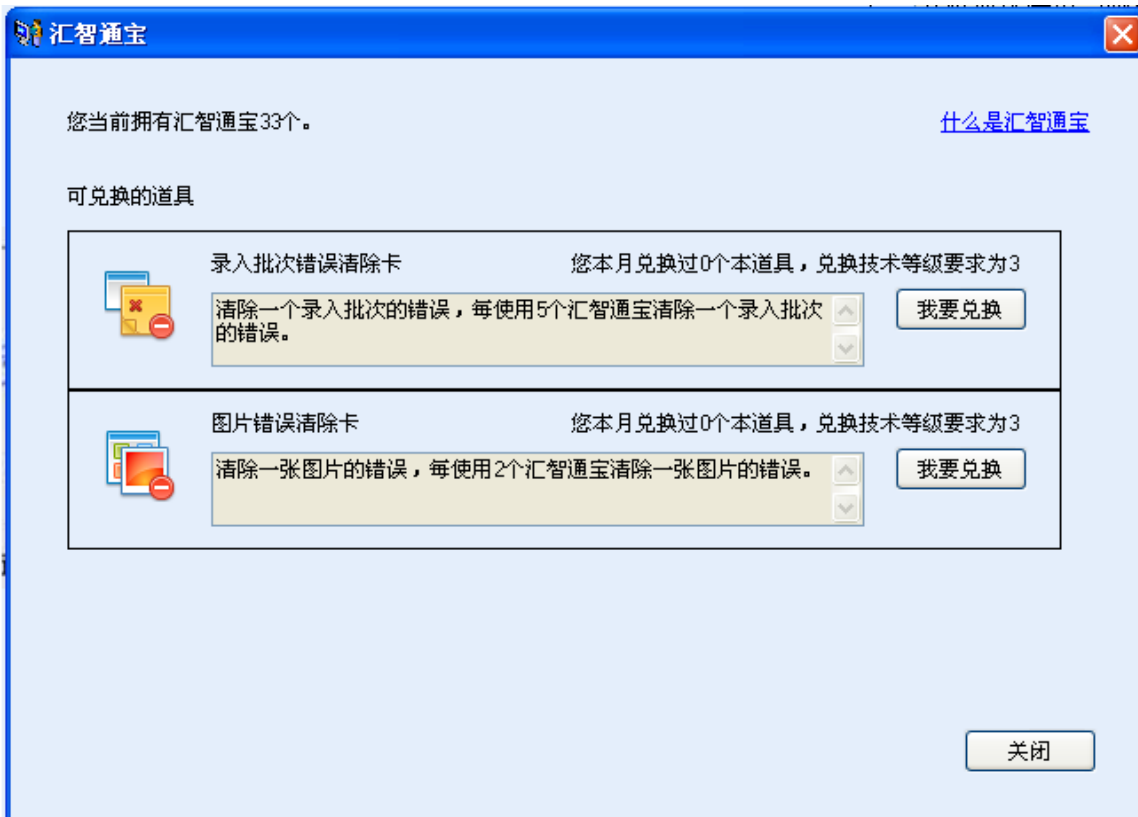 汇智通宝
您当前拥有汇智通宝33个。
什么是汇智通宝
可兑换的道具
录入批次错误清除卡
您本月兑换过0个本道具，兑换技术等级要求为3
清除一个录入批次的错误，每使用5个汇智通宝清除一个录入批次
的错误。
我要兑换
图片错误清除卡
您本月兑换过0个本道具，兑换技术等级要求为3
清除一张图片的错误，每使用2个汇智通宝清除一张图片的错误。
我要兑换
关闭